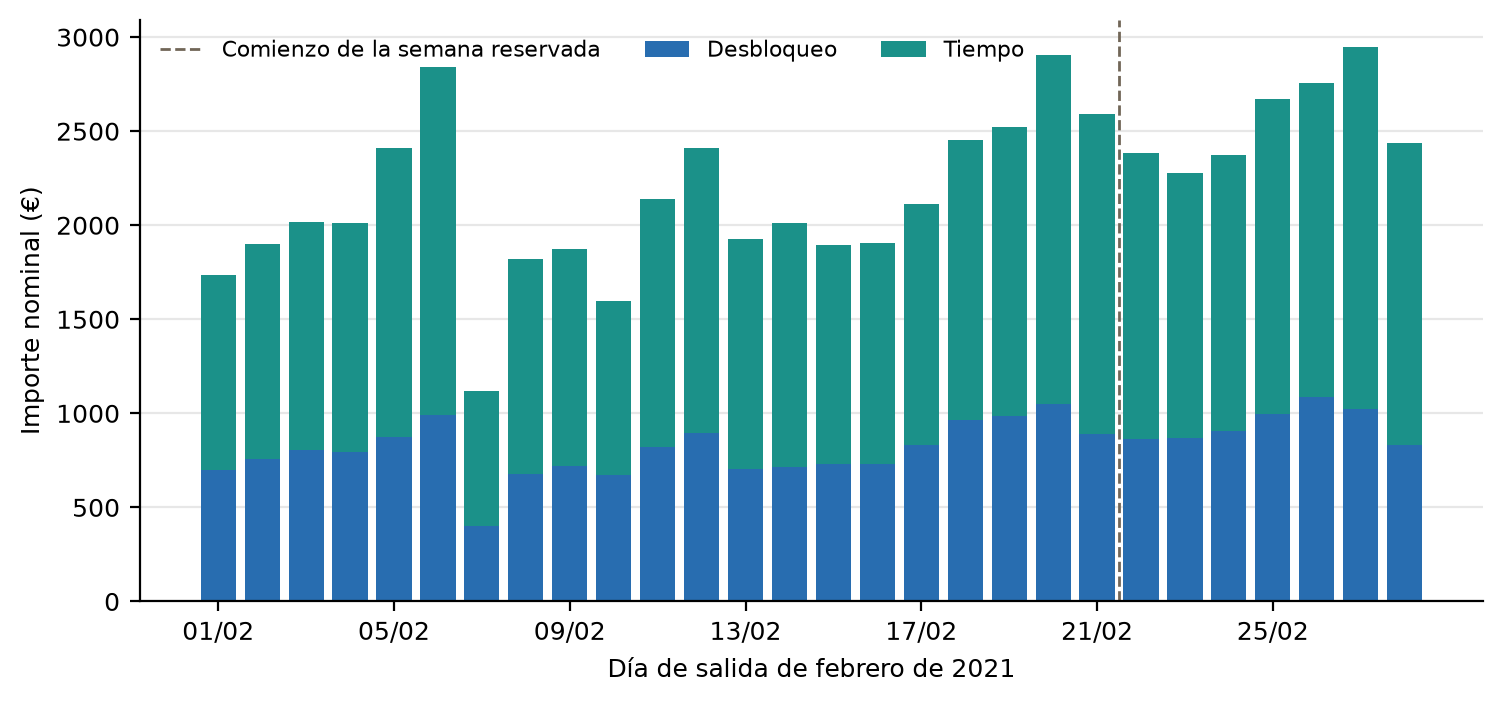 Comienzo de la semana reservada
Desbloqueo
Tiempo
Importe nominal (€)
3000
2500
2000
1500
1000
500
0
01/02
05/02
09/02
13/02
17/02
21/02
25/02
Día de salida de febrero de 2021